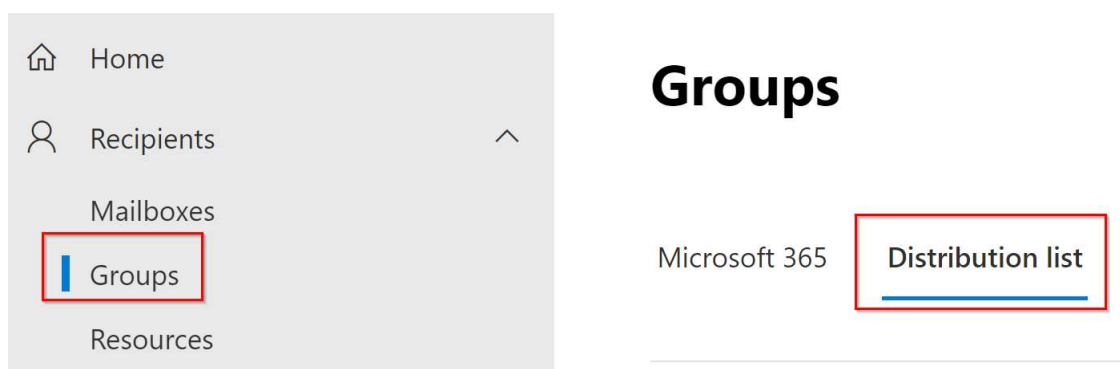 Home
Recipients
Mailboxes
Groups
Resources
Groups
Microsoft 365
Distribution list